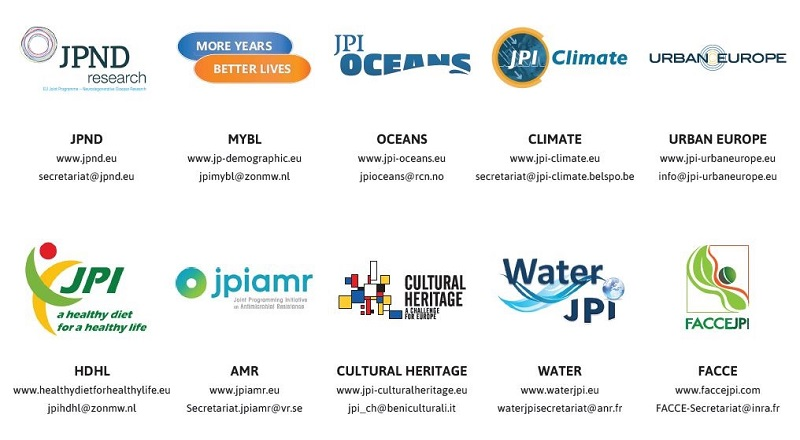 JPND
research
EU Joint Programme – Neurodegenerative Disease Research
JPND
www.jpnd.eu
secretariat@jpnd.eu
MORE YEARS
BETTER LIVES
MYBL
www.jp-demographic.eu
jpimybl@zonmw.nl
JPI
OCEANS
OCEANS
www.jpi-oceans.eu
jpioceans@rcn.no
JPI Climate
CLIMATE
www.jpi-climate.eu
secretariat@jpi-climate.belspo.be
URBAN EUROPE
URBAN EUROPE
www.jpi-urbaneurope.eu
info@jpi-urbaneurope.eu
JPI
a healthy diet
for a healthy life
HDHL
www.healthydietforhealthylife.eu
jpihdhl@zonmw.nl
jpiamr
Joint Programming Initiative
on Antimicrobial Resistance
AMR
www.jpiamr.eu
Secretariat.jpiamr@vr.se
CULTURAL
HERITAGE
A CHALLENGE
FOR EUROPE
CULTURAL HERITAGE
www.jpi-culturalheritage.eu
jpi_ch@beniculturali.it
Water
JPI
WATER
www.waterjpi.eu
waterjpisecretariat@anr.fr
FACCEJPI
FACCE
www.faccejpi.com
FACCE-Secretariat@inra.fr